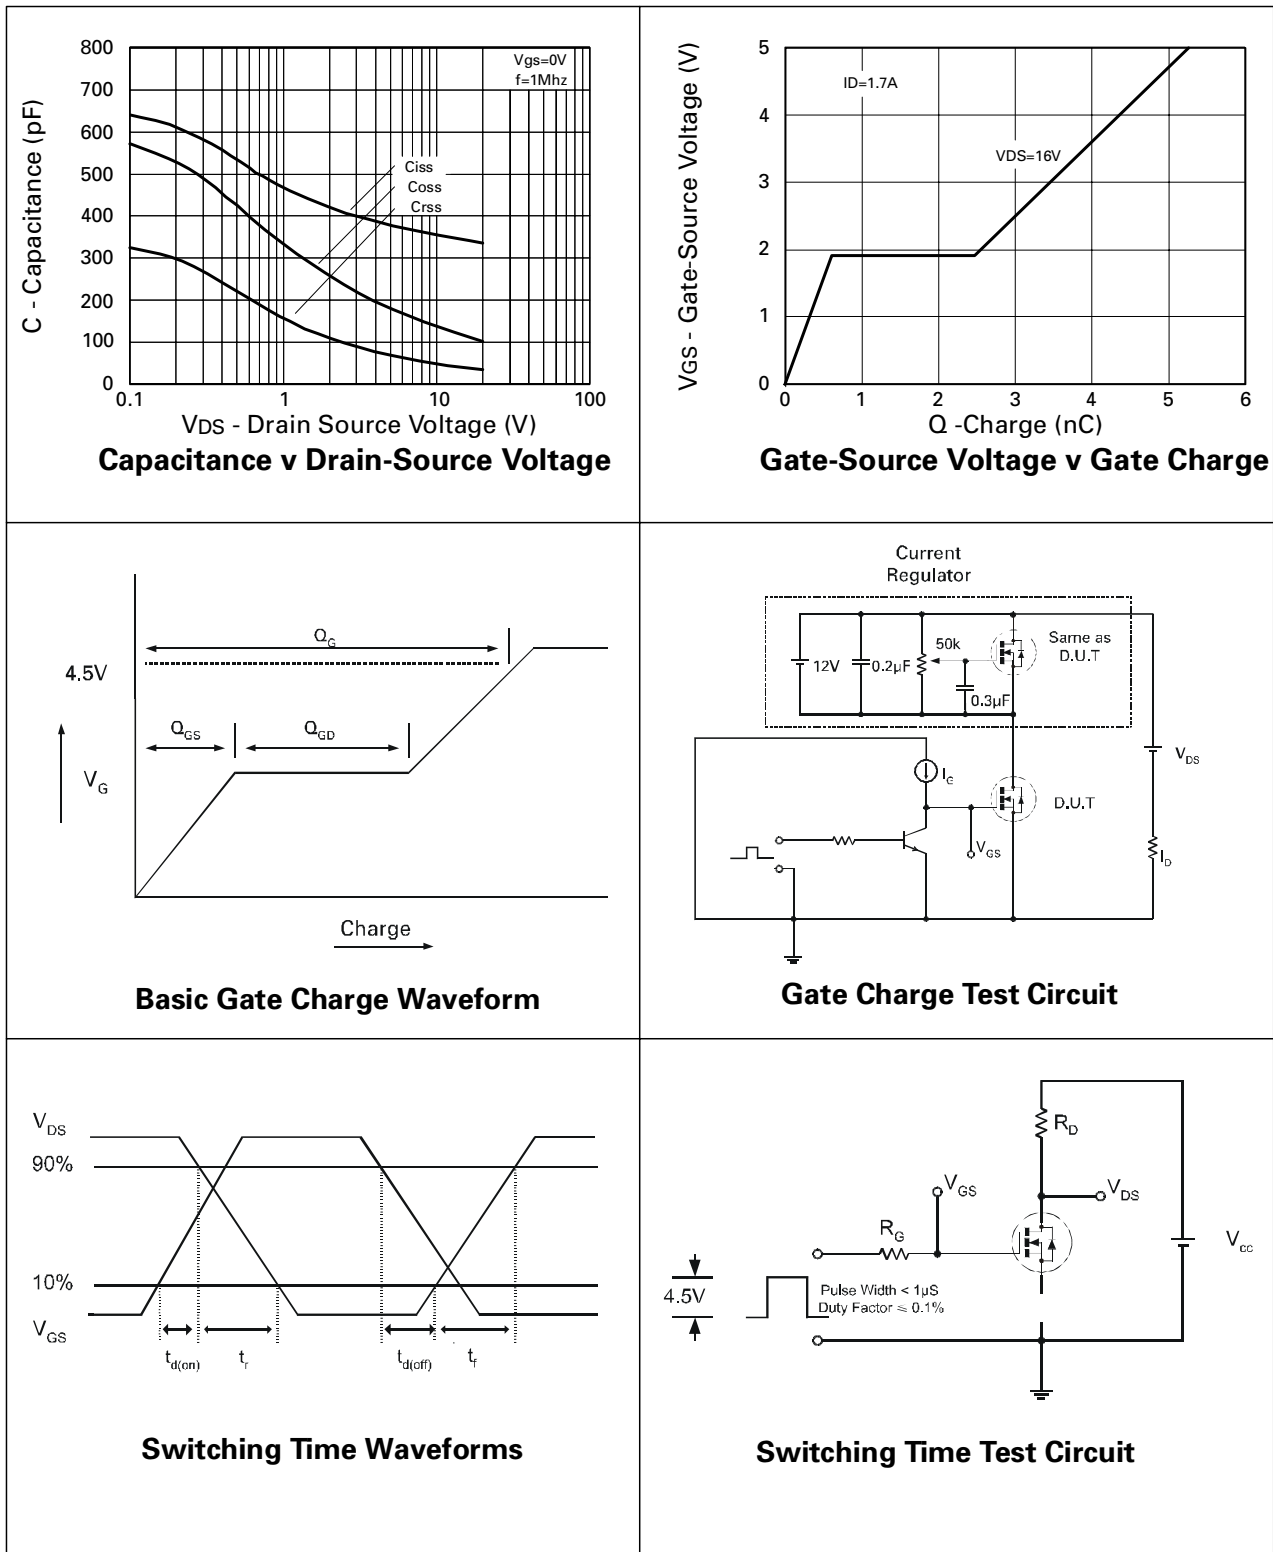 800
700
600
500
400
300
200
100
0
0.1
1
10
100
Vgs=0V
f=1Mhz
Ciss
Coss
Crss
C - Capacitance (pF)
VDS - Drain Source Voltage (V)
Capacitance v Drain-Source Voltage
5
4
3
2
1
0
0
1
2
3
4
5
6
ID=1.7A
VDS=16V
VGS - Gate-Source Voltage (V)
Q -Charge (nC)
Gate-Source Voltage v Gate Charge
QG
4.5V
QGS
QGD
VG
Charge
Basic Gate Charge Waveform
Current
Regulator
12V
0.2µF
50k
0.3µF
Same as
D.U.T
IG
VDS
D.U.T
VGS
ID
Gate Charge Test Circuit
VDS
90%
10%
VGS
td(on)
tr
td(off)
tf
Switching Time Waveforms
RD
VGS
VDS
RG
Vcc
4.5V
Pulse Width < 1µS
Duty Factor ≤ 0.1%
Switching Time Test Circuit